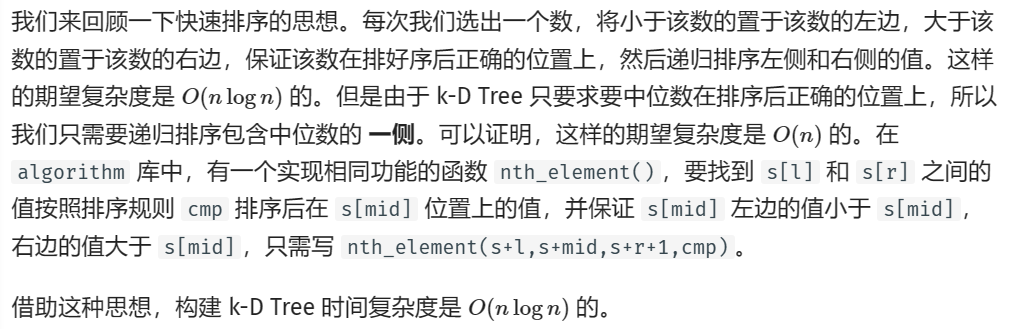 我们来回顾一下快速排序的思想。每次我们选出一个数，将小于该数的置于该数的左边，大于该
数的置于该数的右边，保证该数在排好序后正确的位置上，然后递归排序左侧和右侧的值。这样
的期望复杂度是 O(n log n) 的。但是由于 k-D Tree 只要求要中位数在排序后正确的位置上，所以
我们只需要递归排序包含中位数的 一侧。可以证明，这样的期望复杂度是 O(n) 的。在
algorithm 库中，有一个实现相同功能的函数 nth_element()，要找到 s[l] 和 s[r] 之间的
值按照排序规则 cmp 排序后在 s[mid] 位置上的值，并保证 s[mid] 左边的值小于 s[mid]，
右边的值大于 s[mid]，只需写 nth_element(s+l,s+mid,s+r+1,cmp)。
借助这种思想，构建 k-D Tree 时间复杂度是 O(n log n) 的。